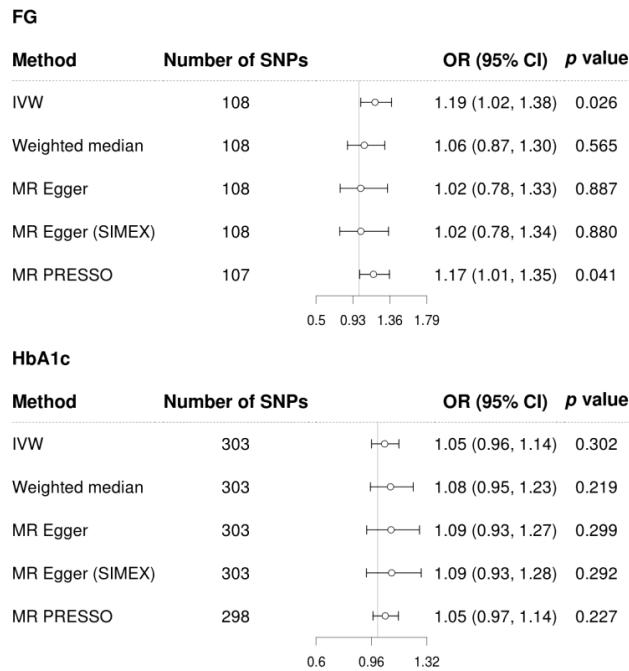 FG
Method Number of SNPs OR (95% CI) p value
IVW 108 1.19 (1.02, 1.38) 0.026
Weighted median 108 1.06 (0.87, 1.30) 0.565
MR Egger 108 1.02 (0.78, 1.33) 0.887
MR Egger (SIMEX) 108 1.02 (0.78, 1.34) 0.880
MR PRESSO 107 1.17 (1.01, 1.35) 0.041
0.5 0.93 1.36 1.79
HbA1c
Method Number of SNPs OR (95% CI) p value
IVW 303 1.05 (0.96, 1.14) 0.302
Weighted median 303 1.08 (0.95, 1.23) 0.219
MR Egger 303 1.09 (0.93, 1.27) 0.299
MR Egger (SIMEX) 303 1.09 (0.93, 1.28) 0.292
MR PRESSO 298 1.05 (0.97, 1.14) 0.227
0.6 0.96 1.32